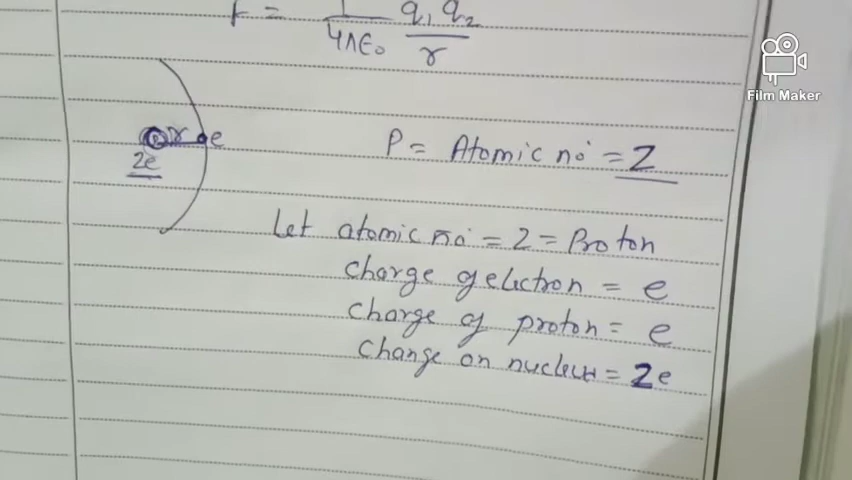 F = 1/4πε₀ q₁q₂/r
Film Maker
r e
2e
P = Atomic no = Z
Let atomic no = Z = Proton
charge of electron = e
charge of proton = e
Charge on nucleus = Ze